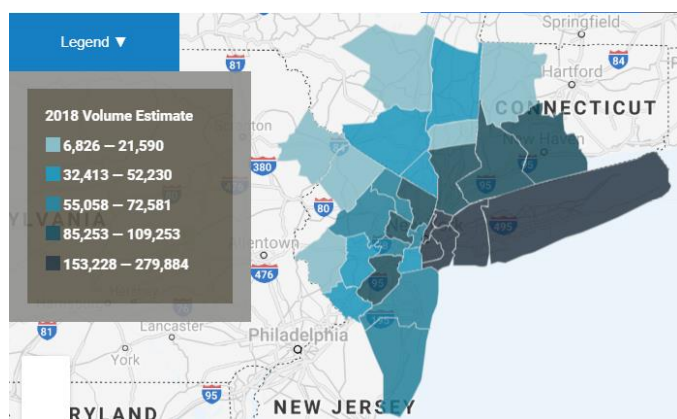 Legend ▼
2018 Volume Estimate
6,826 – 21,590
32,413 – 52,230
55,058 – 72,581
85,253 – 109,253
153,228 – 279,884
Springfield
81
84
Hartford
CONNECTICUT
New Haven
380
95
80
495
476
95
81
Lancaster
Philadelphia
York
95
NEW JERSEY
RYLAND